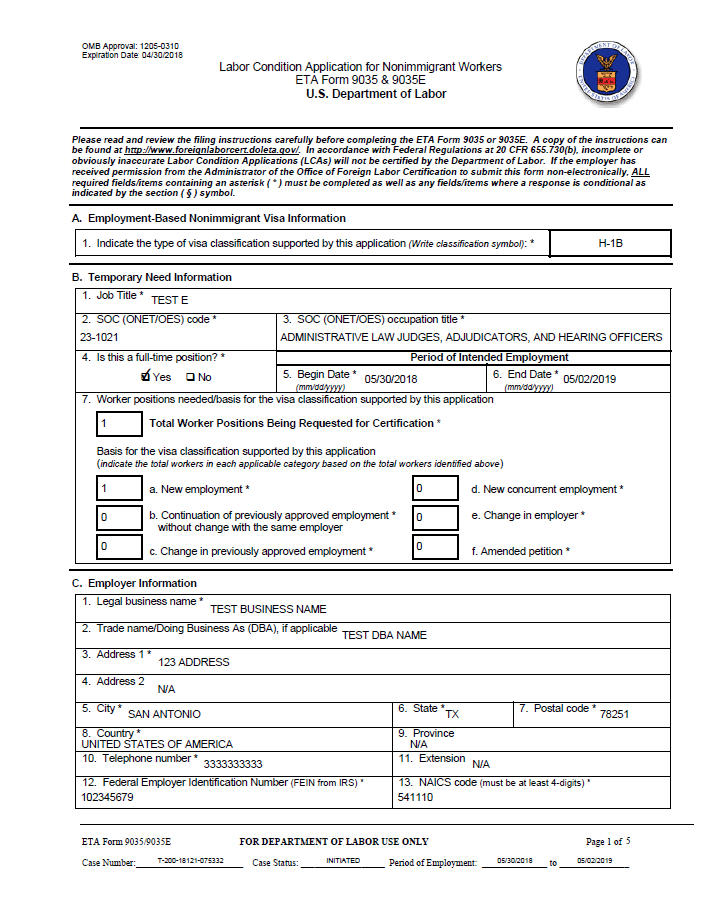 OMB Approval: 1205-0310
Expiration Date: 04/30/2018
Labor Condition Application for Nonimmigrant Workers
ETA Form 9035 & 9035E
U.S. Department of Labor
DEPARTMENT OF LABOR
UNITED STATES OF AMERICA
Please read and review the filing instructions carefully before completing the ETA Form 9035 or 9035E. A copy of the instructions can
be found at http://www.foreignlaborcert.doleta.gov/. In accordance with Federal Regulations at 20 CFR 655.730(b), incomplete or
obviously inaccurate Labor Condition Applications (LCAs) will not be certified by the Department of Labor. If the employer has
received permission from the Administrator of the Office of Foreign Labor Certification to submit this form non-electronically, ALL
required fields/items containing an asterisk ( * ) must be completed as well as any fields/items where a response is conditional as
indicated by the section ( § ) symbol.
A. Employment-Based Nonimmigrant Visa Information
1. Indicate the type of visa classification supported by this application (Write classification symbol): * H-1B
B. Temporary Need Information
1. Job Title * TEST E
2. SOC (ONET/OES) code * 3. SOC (ONET/OES) occupation title *
23-1021 ADMINISTRATIVE LAW JUDGES, ADJUDICATORS, AND HEARING OFFICERS
4. Is this a full-time position? * Period of Intended Employment
Yes No 5. Begin Date * 05/30/2018 6. End Date * 05/02/2019
(mm/dd/yyyy) (mm/dd/yyyy)
7. Worker positions needed/basis for the visa classification supported by this application
1 Total Worker Positions Being Requested for Certification *
Basis for the visa classification supported by this application
(indicate the total workers in each applicable category based on the total workers identified above)
1 a. New employment * 0 d. New concurrent employment *
0 b. Continuation of previously approved employment * 0 e. Change in employer *
without change with the same employer
0 c. Change in previously approved employment * 0 f. Amended petition *
C. Employer Information
1. Legal business name * TEST BUSINESS NAME
2. Trade name/Doing Business As (DBA), if applicable TEST DBA NAME
3. Address 1 * 123 ADDRESS
4. Address 2 N/A
5. City * SAN ANTONIO 6. State * TX 7. Postal code * 78251
8. Country * 9. Province
UNITED STATES OF AMERICA N/A
10. Telephone number * 3333333333 11. Extension N/A
12. Federal Employer Identification Number (FEIN from IRS) * 13. NAICS code (must be at least 4-digits) *
102345679 541110
ETA Form 9035/9035E FOR DEPARTMENT OF LABOR USE ONLY Page 1 of 5
Case Number: T-200-18121-075332 Case Status: INITIATED Period of Employment: 05/30/2018 to 05/02/2019